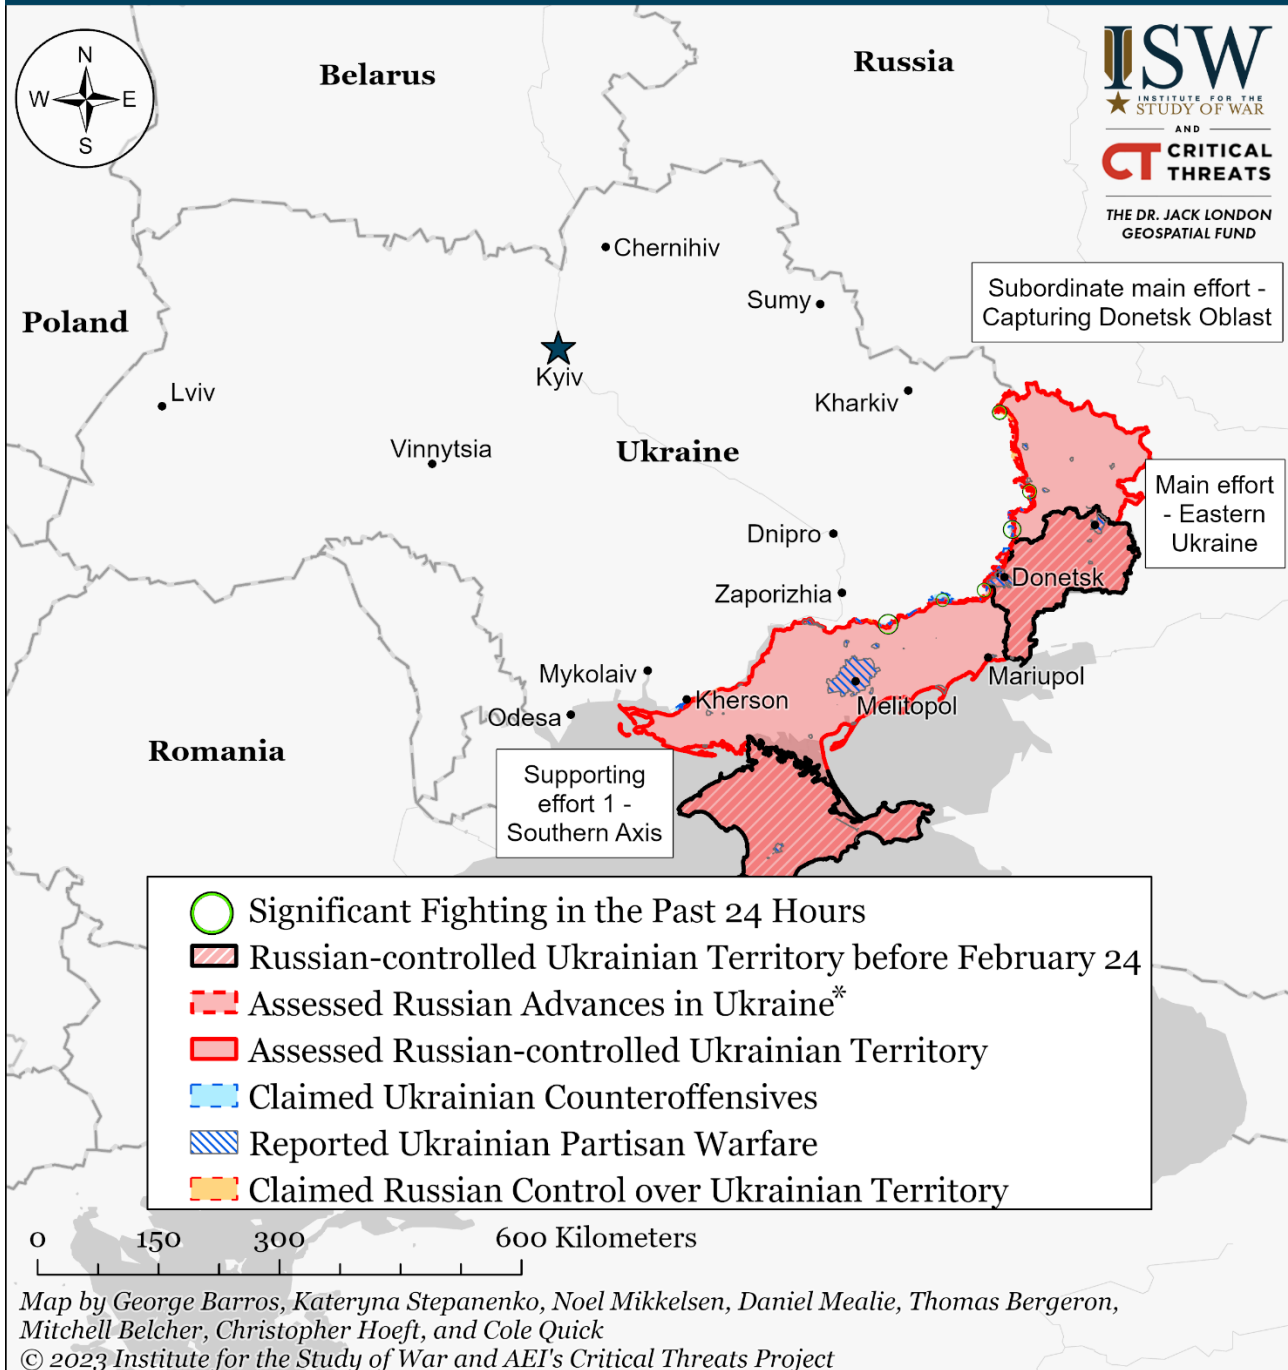 N
W
E
S
Belarus
Russia
ISW
INSTITUTE FOR THE
STUDY OF WAR
AND
CT CRITICAL
THREATS
THE DR. JACK LONDON
GEOSPATIAL FUND
Chernihiv
Subordinate main effort -
Capturing Donetsk Oblast
Sumy
Poland
Kyiv
Lviv
Kharkiv
Vinnytsia
Ukraine
Main effort
- Eastern
Ukraine
Dnipro
Donetsk
Zaporizhia
Mykolaiv
Mariupol
Kherson
Melitopol
Odesa
Romania
Supporting
effort 1 -
Southern Axis
Significant Fighting in the Past 24 Hours
Russian-controlled Ukrainian Territory before February 24
Assessed Russian Advances in Ukraine*
Assessed Russian-controlled Ukrainian Territory
Claimed Ukrainian Counteroffensives
Reported Ukrainian Partisan Warfare
Claimed Russian Control over Ukrainian Territory
0 150 300 600 Kilometers
Map by George Barros, Kateryna Stepanenko, Noel Mikkelsen, Daniel Mealie, Thomas Bergeron,
Mitchell Belcher, Christopher Hoeft, and Cole Quick
© 2023 Institute for the Study of War and AEI's Critical Threats Project